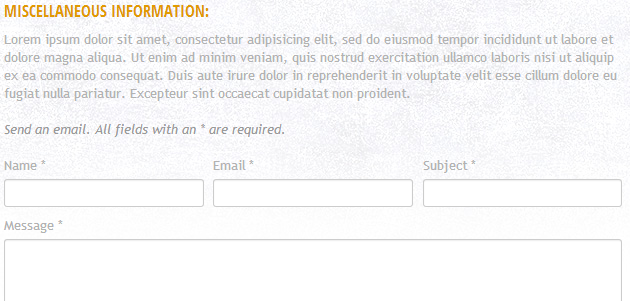 MISCELLANEOUS INFORMATION:
Lorem ipsum dolor sit amet, consectetur adipisicing elit, sed do eiusmod tempor incididunt ut labore et
dolore magna aliqua. Ut enim ad minim veniam, quis nostrud exercitation ullamco laboris nisi ut aliquip
ex ea commodo consequat. Duis aute irure dolor in reprehenderit in voluptate velit esse cillum dolore eu
fugiat nulla pariatur. Excepteur sint occaecat cupidatat non proident.
Send an email. All fields with an * are required.
Name * Email * Subject *
Message *